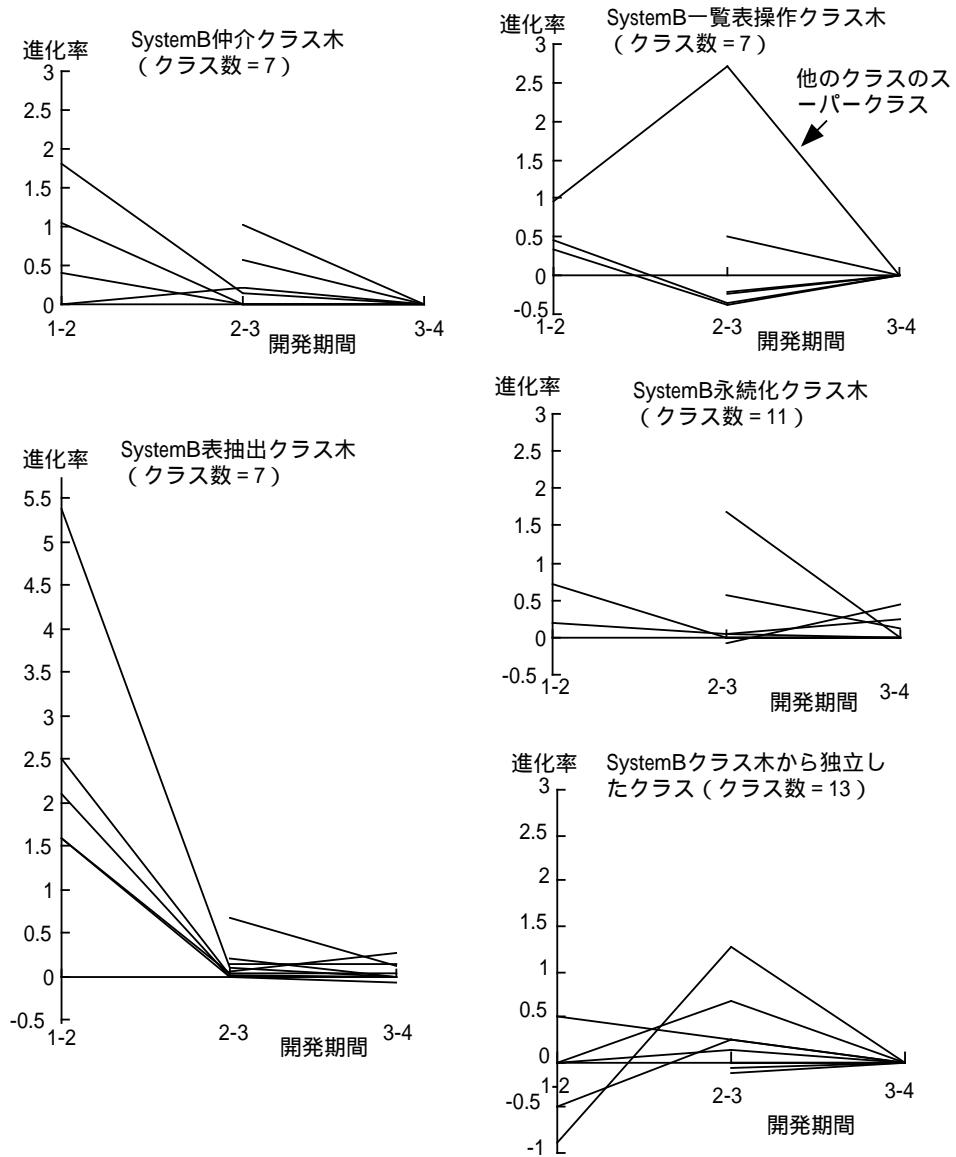 進化率
SystemB仲介クラス木
（クラス数＝7）
3
2.5
2
1.5
1
0.5
0
1-2
2-3
3-4
開発期間
進化率
SystemB一覧表操作クラス木
（クラス数＝7）
他のクラスのス
ーパークラス
3
2.5
2
1.5
1
0.5
0
-0.5
1-2
2-3
3-4
開発期間
進化率
SystemB表抽出クラス木
（クラス数＝7）
5.5
5
4.5
4
3.5
3
2.5
2
1.5
1
0.5
0
-0.5
1-2
2-3
3-4
開発期間
進化率
SystemB永続化クラス木
（クラス数＝11）
3
2.5
2
1.5
1
0.5
0
-0.5
1-2
2-3
3-4
開発期間
進化率
SystemBクラス木から独立し
たクラス（クラス数＝13）
3
2.5
2
1.5
1
0.5
0
-0.5
-1
1-2
2-3
3-4
開発期間